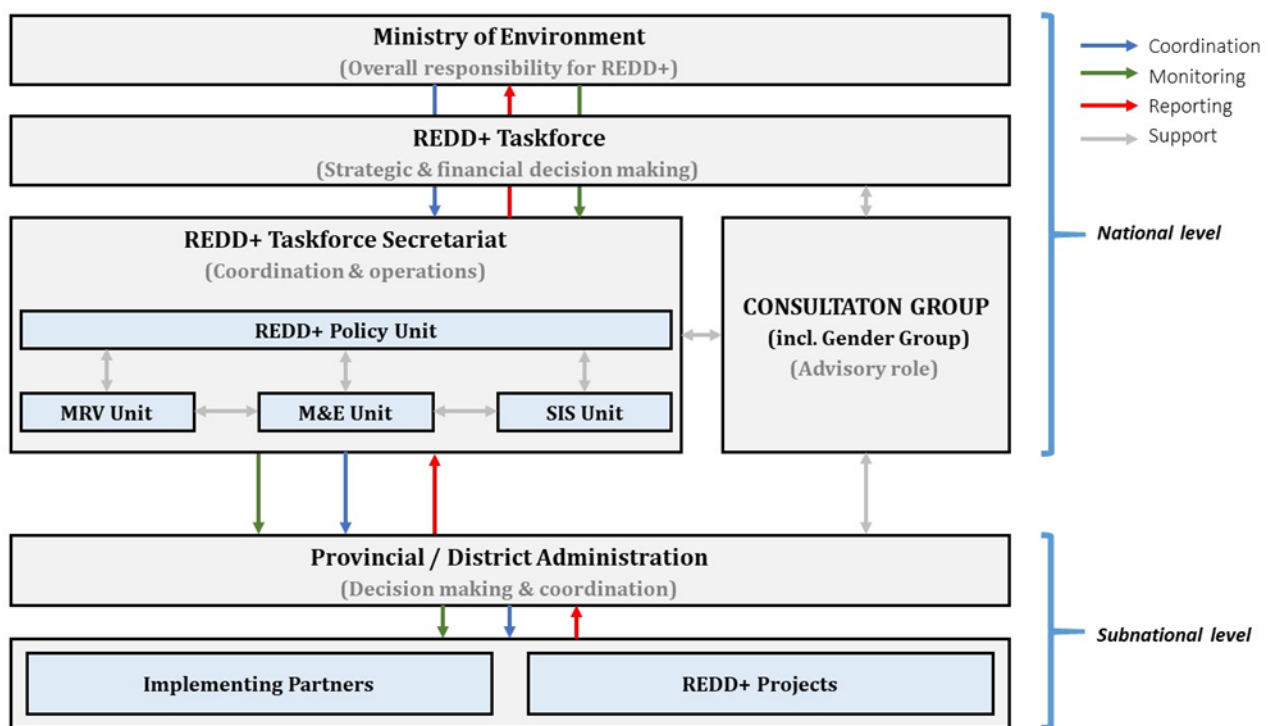 Ministry of Environment
(Overall responsibility for REDD+)
Coordination
Monitoring
Reporting
Support
REDD+ Taskforce
(Strategic & financial decision making)
REDD+ Taskforce Secretariat
(Coordination & operations)
REDD+ Policy Unit
MRV Unit
M&E Unit
SIS Unit
CONSULTATON GROUP
(incl. Gender Group)
(Advisory role)
National level
Provincial / District Administration
(Decision making & coordination)
Implementing Partners
REDD+ Projects
Subnational level